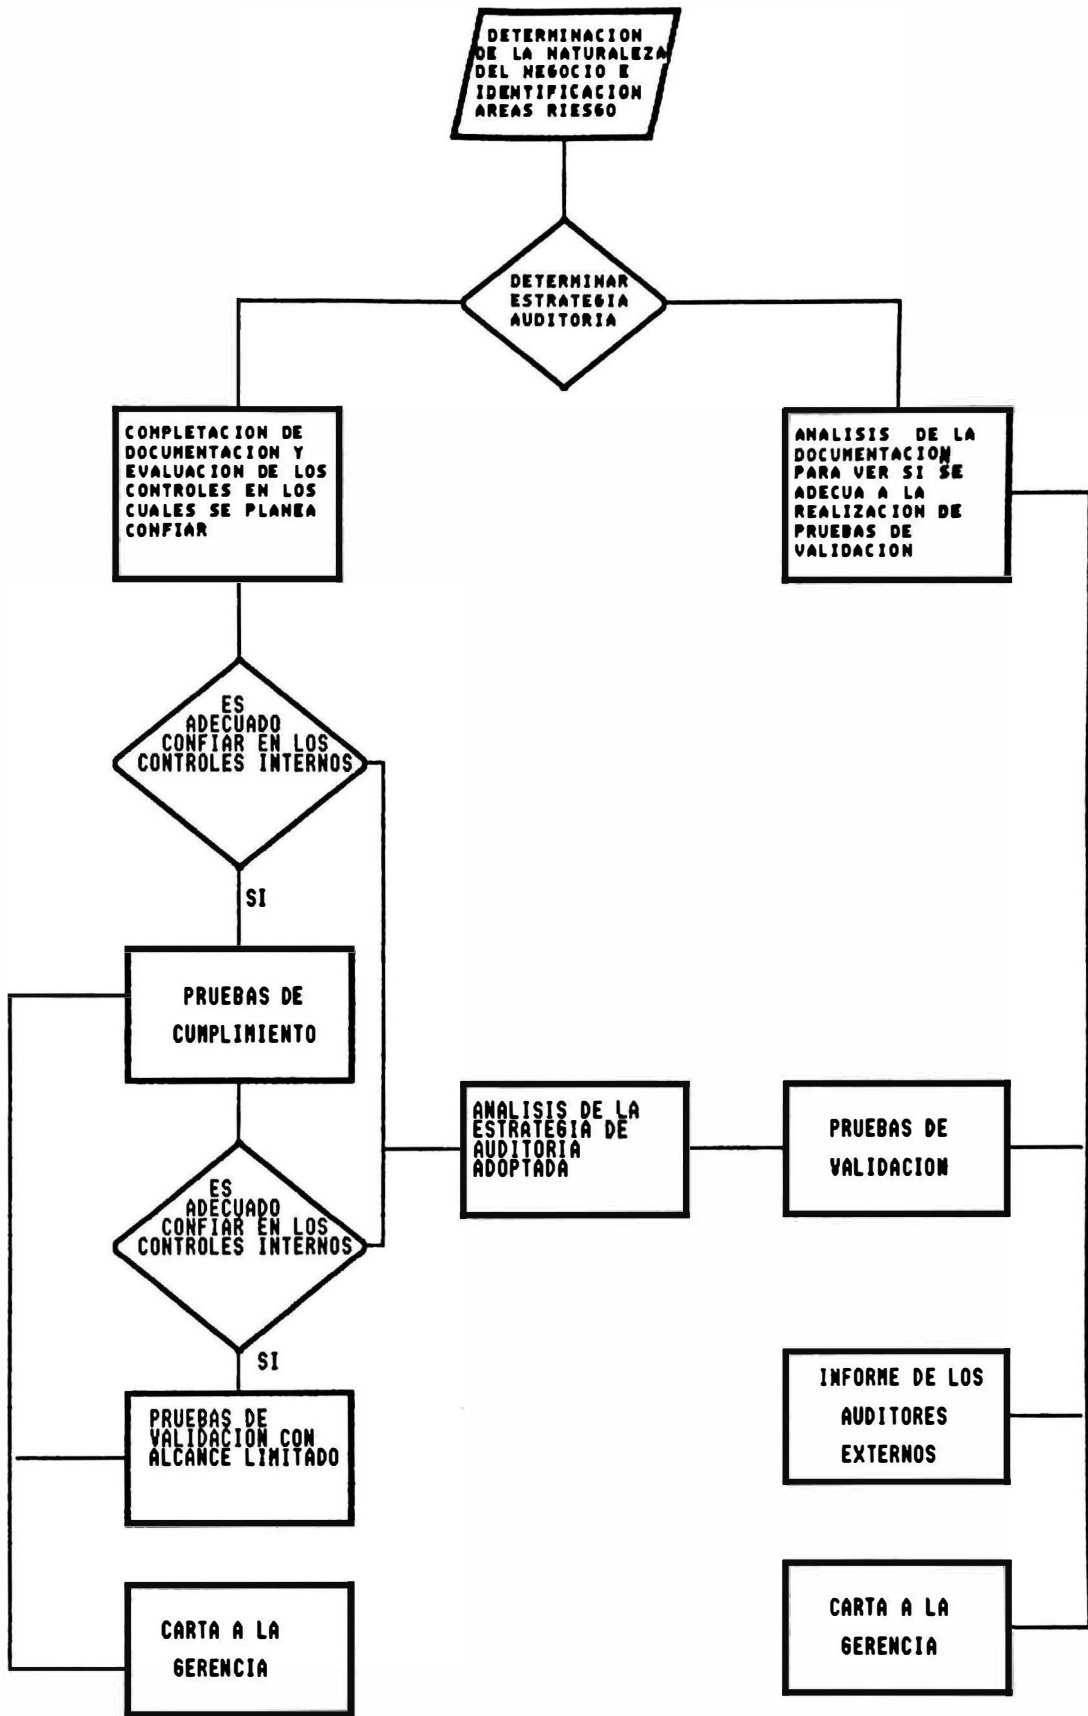 DETERMINACION
DE LA NATURALEZA
DEL NEGOCIO E
IDENTIFICACION
AREAS RIESGO
DETERMINAR
ESTRATEGIA
AUDITORIA
COMPLETACION DE
DOCUMENTACION Y
EVALUACION DE LOS
CONTROLES EN LOS
CUALES SE PLANEA
CONFIAR
ANALISIS DE LA
DOCUMENTACION
PARA VER SI SE
ADECUA A LA
REALIZACION DE
PRUEBAS DE
VALIDACION
ES
ADECUADO
CONFIAR EN LOS
CONTROLES INTERNOS
SI
PRUEBAS DE
CUMPLIMIENTO
ANALISIS DE LA
ESTRATEGIA DE
AUDITORIA
ADOPTADA
PRUEBAS DE
VALIDACION
ES
ADECUADO
CONFIAR EN LOS
CONTROLES INTERNOS
SI
PRUEBAS DE
VALIDACION CON
ALCANCE LIMITADO
INFORME DE LOS
AUDITORES
EXTERNOS
CARTA A LA
GERENCIA
CARTA A LA
GERENCIA